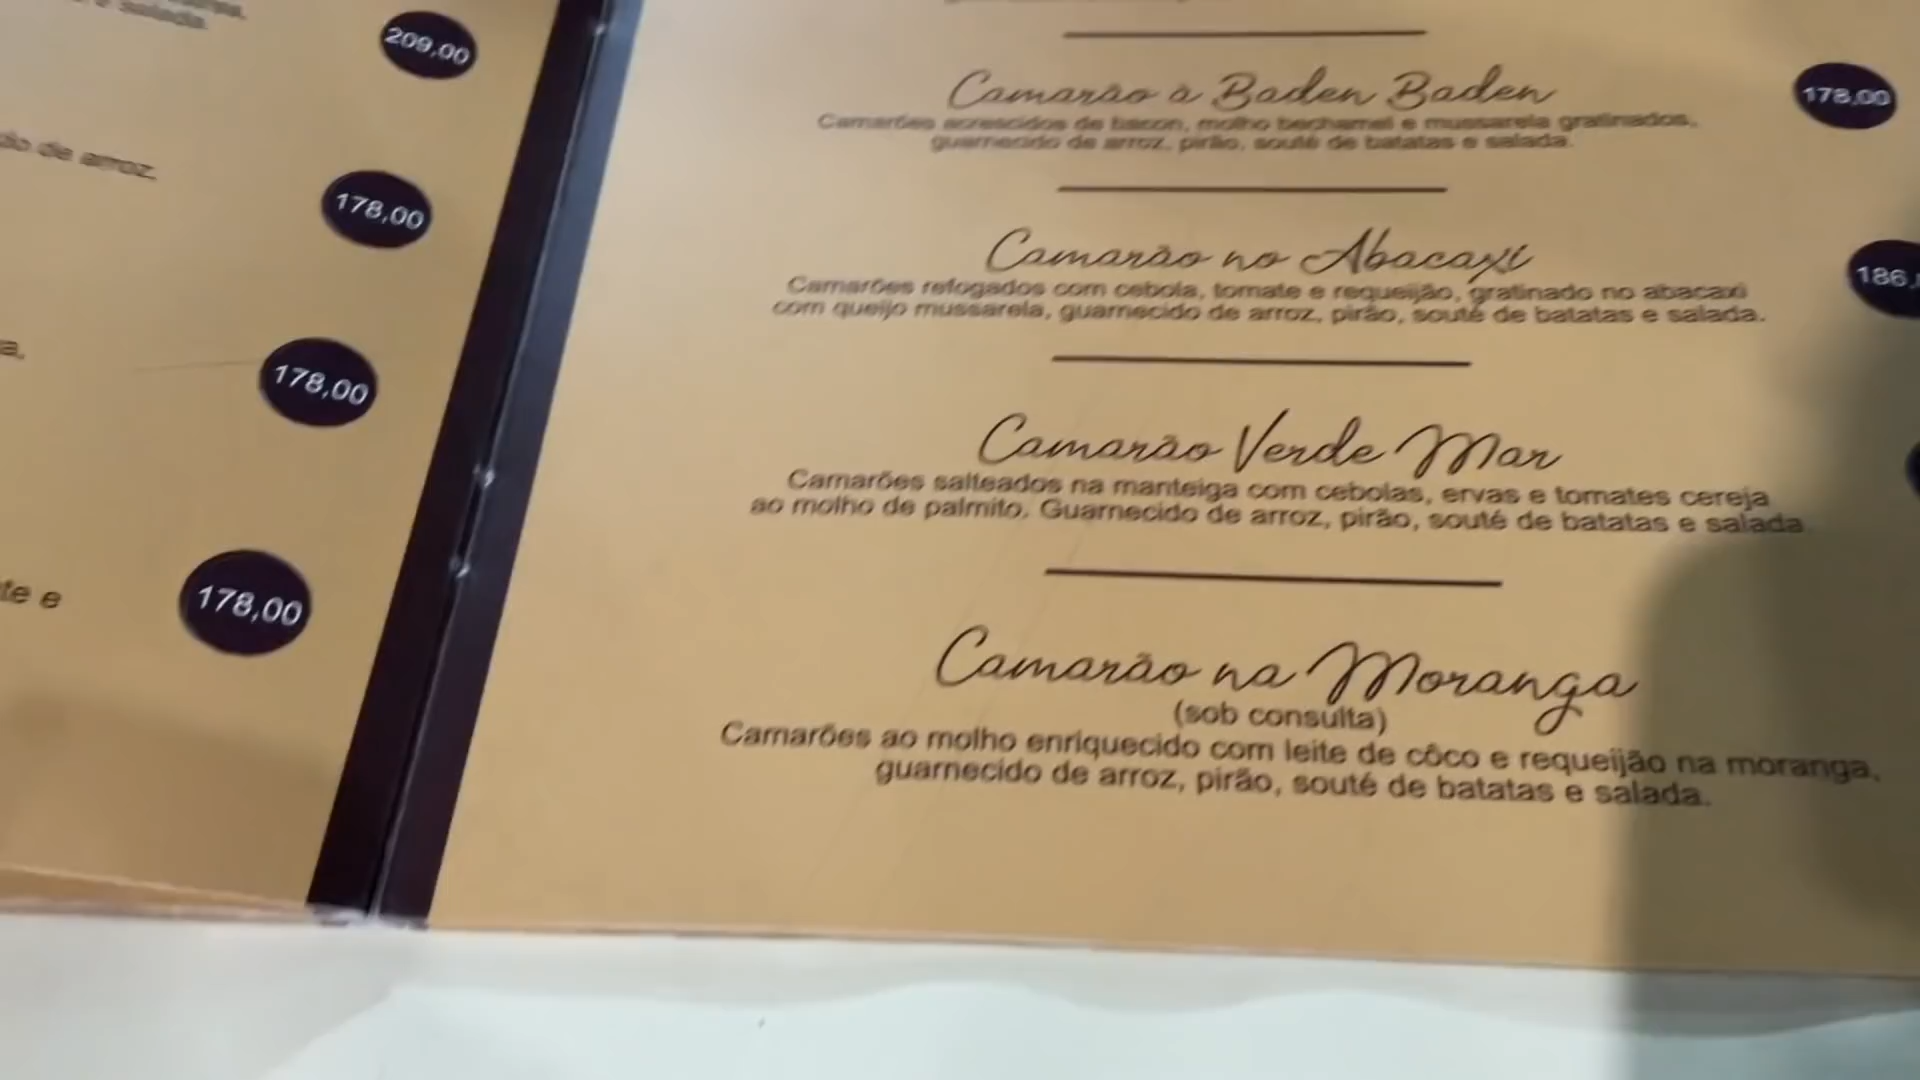 209,00
de arroz.
178,00
178,00
te e
178,00
Camarão à Baden Baden
178,00
Camarões acrescidos de bacon, molho bechamel e mussarela gratinados,
guarnecido de arroz, pirão, souté de batatas e salada.
Camarão no Abacaxi
186,
Camarões refogados com cebola, tomate e requeijão, gratinado no abacaxi
com queijo mussarela, guarnecido de arroz, pirão, souté de batatas e salada.
Camarão Verde Mar
Camarões salteados na manteiga com cebolas, ervas e tomates cereja
ao molho de palmito. Guarnecido de arroz, pirão, souté de batatas e salada
Camarão na Moranga
(sob consulta)
Camarões ao molho enriquecido com leite de côco e requeijão na moranga,
guarnecido de arroz, pirão, souté de batatas e salada.